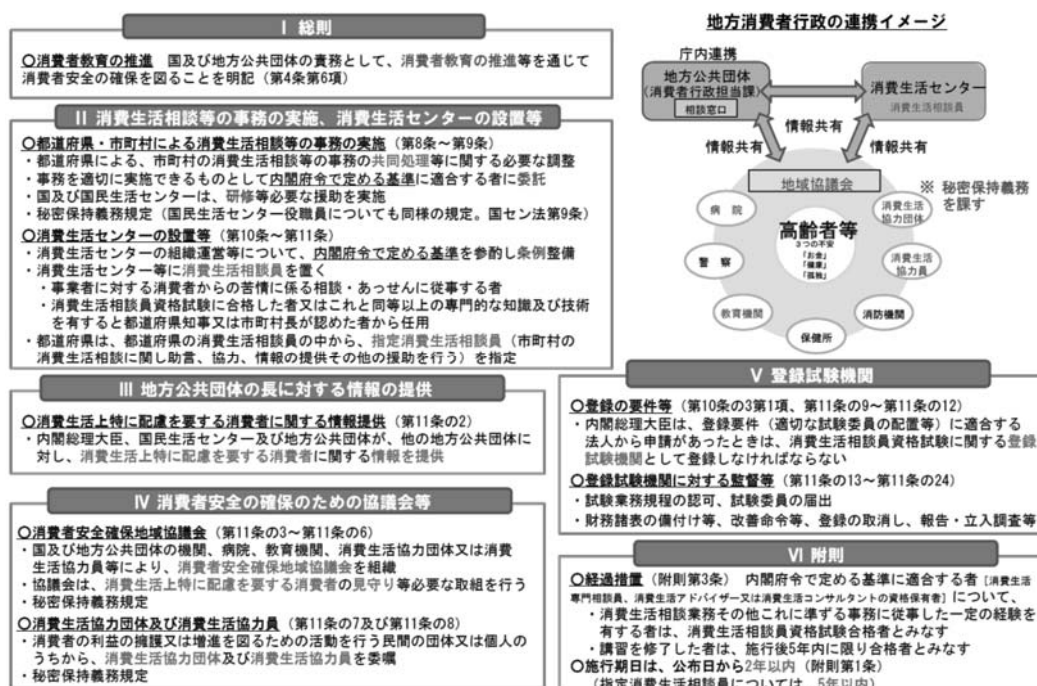 Ⅰ 総則
〇消費者教育の推進 国及び地方公共団体の責務として、消費者教育の推進等を通じて
消費者安全の確保を図ることを明記（第4条第6項）
Ⅱ 消費生活相談等の事務の実施、消費生活センターの設置等
〇都道府県・市町村による消費生活相談等の事務の実施（第8条～第9条）
・都道府県による、市町村の消費生活相談等の事務の共同処理等に関する必要な調整
・事務を適切に実施できるものとして内閣府令で定める基準に適合する者に委託
・国及び国民生活センターは、研修等必要な援助を実施
・秘密保持義務規定（国民生活センター役職員についても同様の規定。国セン法第9条）
〇消費生活センターの設置等（第10条～第11条）
・消費生活センターの組織運営等について、内閣府令で定める基準を参酌し条例整備
・消費生活センター等に消費生活相談員を置く
・事業者に対する消費者からの苦情に係る相談・あっせんに従事する者
・消費生活相談員資格試験に合格した者又はこれと同等以上の専門的な知識及び技術
を有すると都道府県知事又は市町村長が認めた者から任用
・都道府県は、都道府県の消費生活相談員の中から、指定消費生活相談員（市町村の
消費生活相談に関し助言、協力、情報の提供その他の援助を行う）を指定
Ⅲ 地方公共団体の長に対する情報の提供
〇消費生活上特に配慮を要する消費者に関する情報提供（第11条の2）
・内閣総理大臣、国民生活センター及び地方公共団体が、他の地方公共団体に
対し、消費生活上特に配慮を要する消費者に関する情報を提供
Ⅳ 消費者安全の確保のための協議会等
〇消費者安全確保地域協議会（第11条の3～第11条の6）
・国及び地方公共団体の機関、病院、教育機関、消費生活協力団体又は消費
生活協力員等により、消費者安全確保地域協議会を組織
・協議会は、消費生活上特に配慮を要する消費者の見守り等必要な取組を行う
・秘密保持義務規定
〇消費生活協力団体及び消費生活協力員（第11条の7及び第11条の8）
・消費者の利益の擁護又は増進を図るための活動を行う民間の団体又は個人の
うちから、消費生活協力団体及び消費生活協力員を委嘱
・秘密保持義務規定
地方消費者行政の連携イメージ
庁内連携
地方公共団体
（消費者行政担当課）
相談窓口
消費生活センター
消費生活相談員
情報共有
情報共有
情報共有
地域協議会
※ 秘密保持義務
を課す
病院
消費生活
協力団体
高齢者等
3つの不安
「お金」
「健康」
「孤独」
警察
消費生活
協力員
教育機関
消防機関
保健所
Ⅴ 登録試験機関
〇登録の要件等（第10条の3第1項、第11条の9～第11条の12）
・内閣総理大臣は、登録要件（適切な試験委員の配置等）に適合する
法人から申請があったときは、消費生活相談員資格試験に関する登録
試験機関として登録しなければならない
〇登録試験機関に対する監督等（第11条の13～第11条の24）
・試験業務規程の認可、試験委員の届出
・財務諸表の備付け等、改善命令等、登録の取消し、報告・立入調査等
Ⅵ 附則
〇経過措置（附則第3条） 内閣府令で定める基準に適合する者［消費生活
専門相談員、消費生活アドバイザー又は消費生活コンサルタントの資格保有者］について、
・消費生活相談業務その他これに準ずる事務に従事した一定の経験を
有する者は、消費生活相談員資格試験合格者とみなす
・講習を修了した者は、施行後5年内に限り合格者とみなす
〇施行期日は、公布日から2年以内（附則第1条）
（指定消費生活相談員については、5年以内）